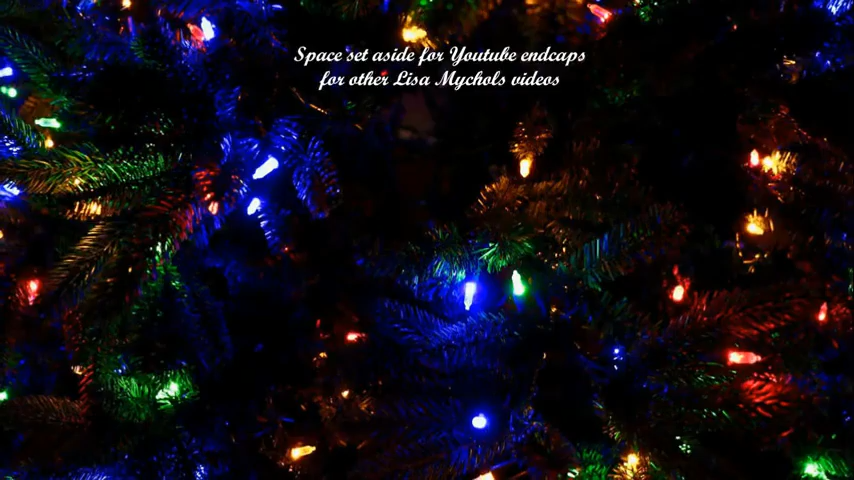 Space set aside for Youtube endcaps
for other Lisa Mychols videos